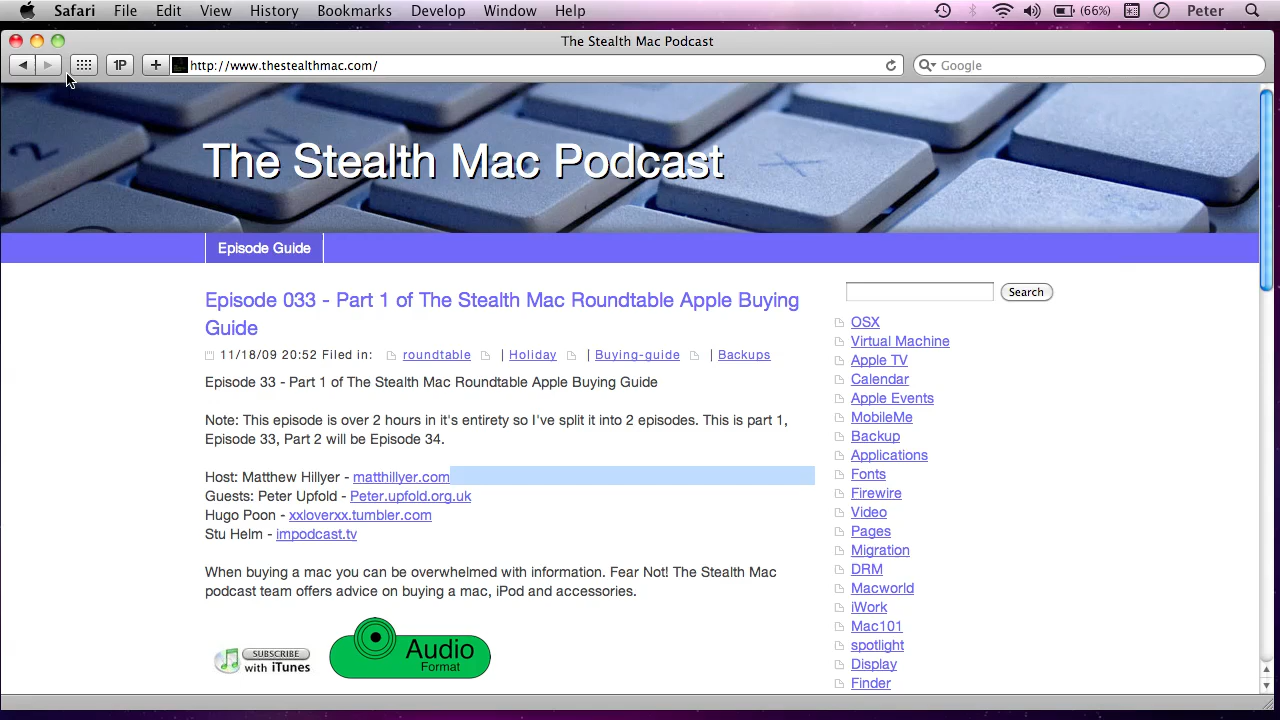 Safari File Edit View History Bookmarks Develop Window Help (66%) Peter
The Stealth Mac Podcast
1P + http://www.thestealthmac.com/ Google
The Stealth Mac Podcast
Episode Guide
Episode 033 - Part 1 of The Stealth Mac Roundtable Apple Buying
Guide
11/18/09 20:52 Filed in: roundtable | Holiday | Buying-guide | Backups
Episode 33 - Part 1 of The Stealth Mac Roundtable Apple Buying Guide
Note: This episode is over 2 hours in it's entirety so I've split it into 2 episodes. This is part 1,
Episode 33, Part 2 will be Episode 34.
Host: Matthew Hillyer - matthillyer.com
Guests: Peter Upfold - Peter.upfold.org.uk
Hugo Poon - xxloverxx.tumbler.com
Stu Helm - impodcast.tv
When buying a mac you can be overwhelmed with information. Fear Not! The Stealth Mac
podcast team offers advice on buying a mac, iPod and accessories.
SUBSCRIBE
with iTunes
Audio
Format
Search
OSX
Virtual Machine
Apple TV
Calendar
Apple Events
MobileMe
Backup
Applications
Fonts
Firewire
Video
Pages
Migration
DRM
Macworld
iWork
Mac101
spotlight
Display
Finder